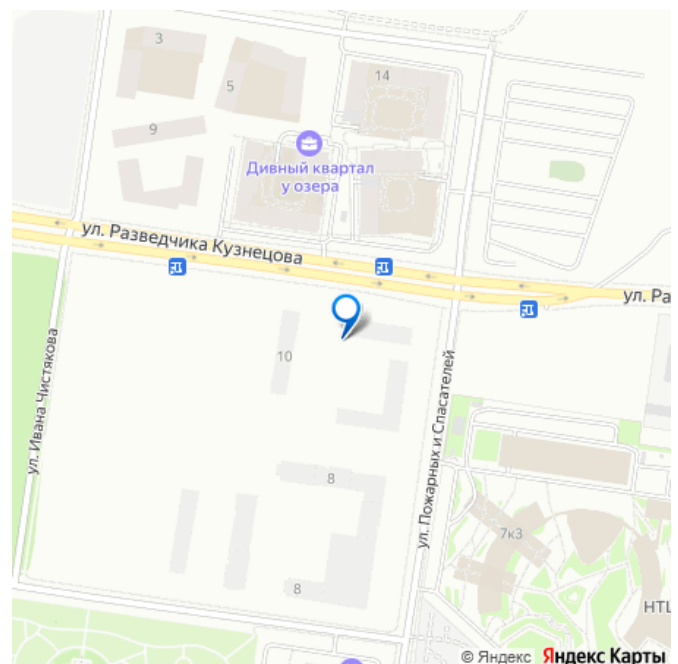 3
5
14
9
Дивный квартал
у озера
ул. Разведчика Кузнецова
ул. Ра
ул. Ивана Чистякова
10
ул. Пожарных и Спасателей
8
7к3
8
НТЦ
© Яндекс Яндекс Карты